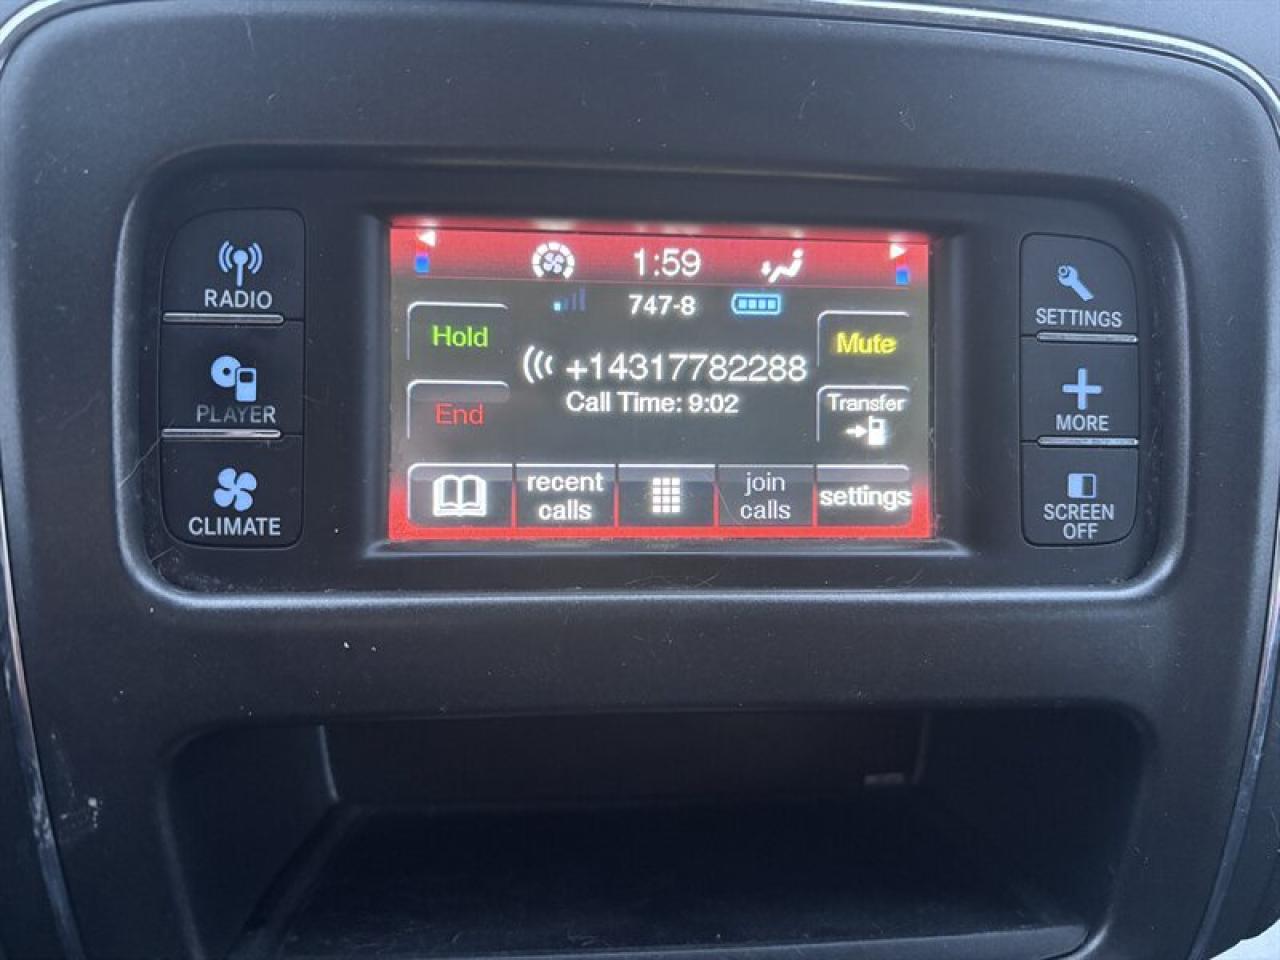 RADIO
PLAYER
CLIMATE
1:59
747-8
Hold
+14317782288
Mute
End
Call Time: 9:02
Transfer
recent
calls
join
calls
settings
SETTINGS
MORE
SCREEN
OFF